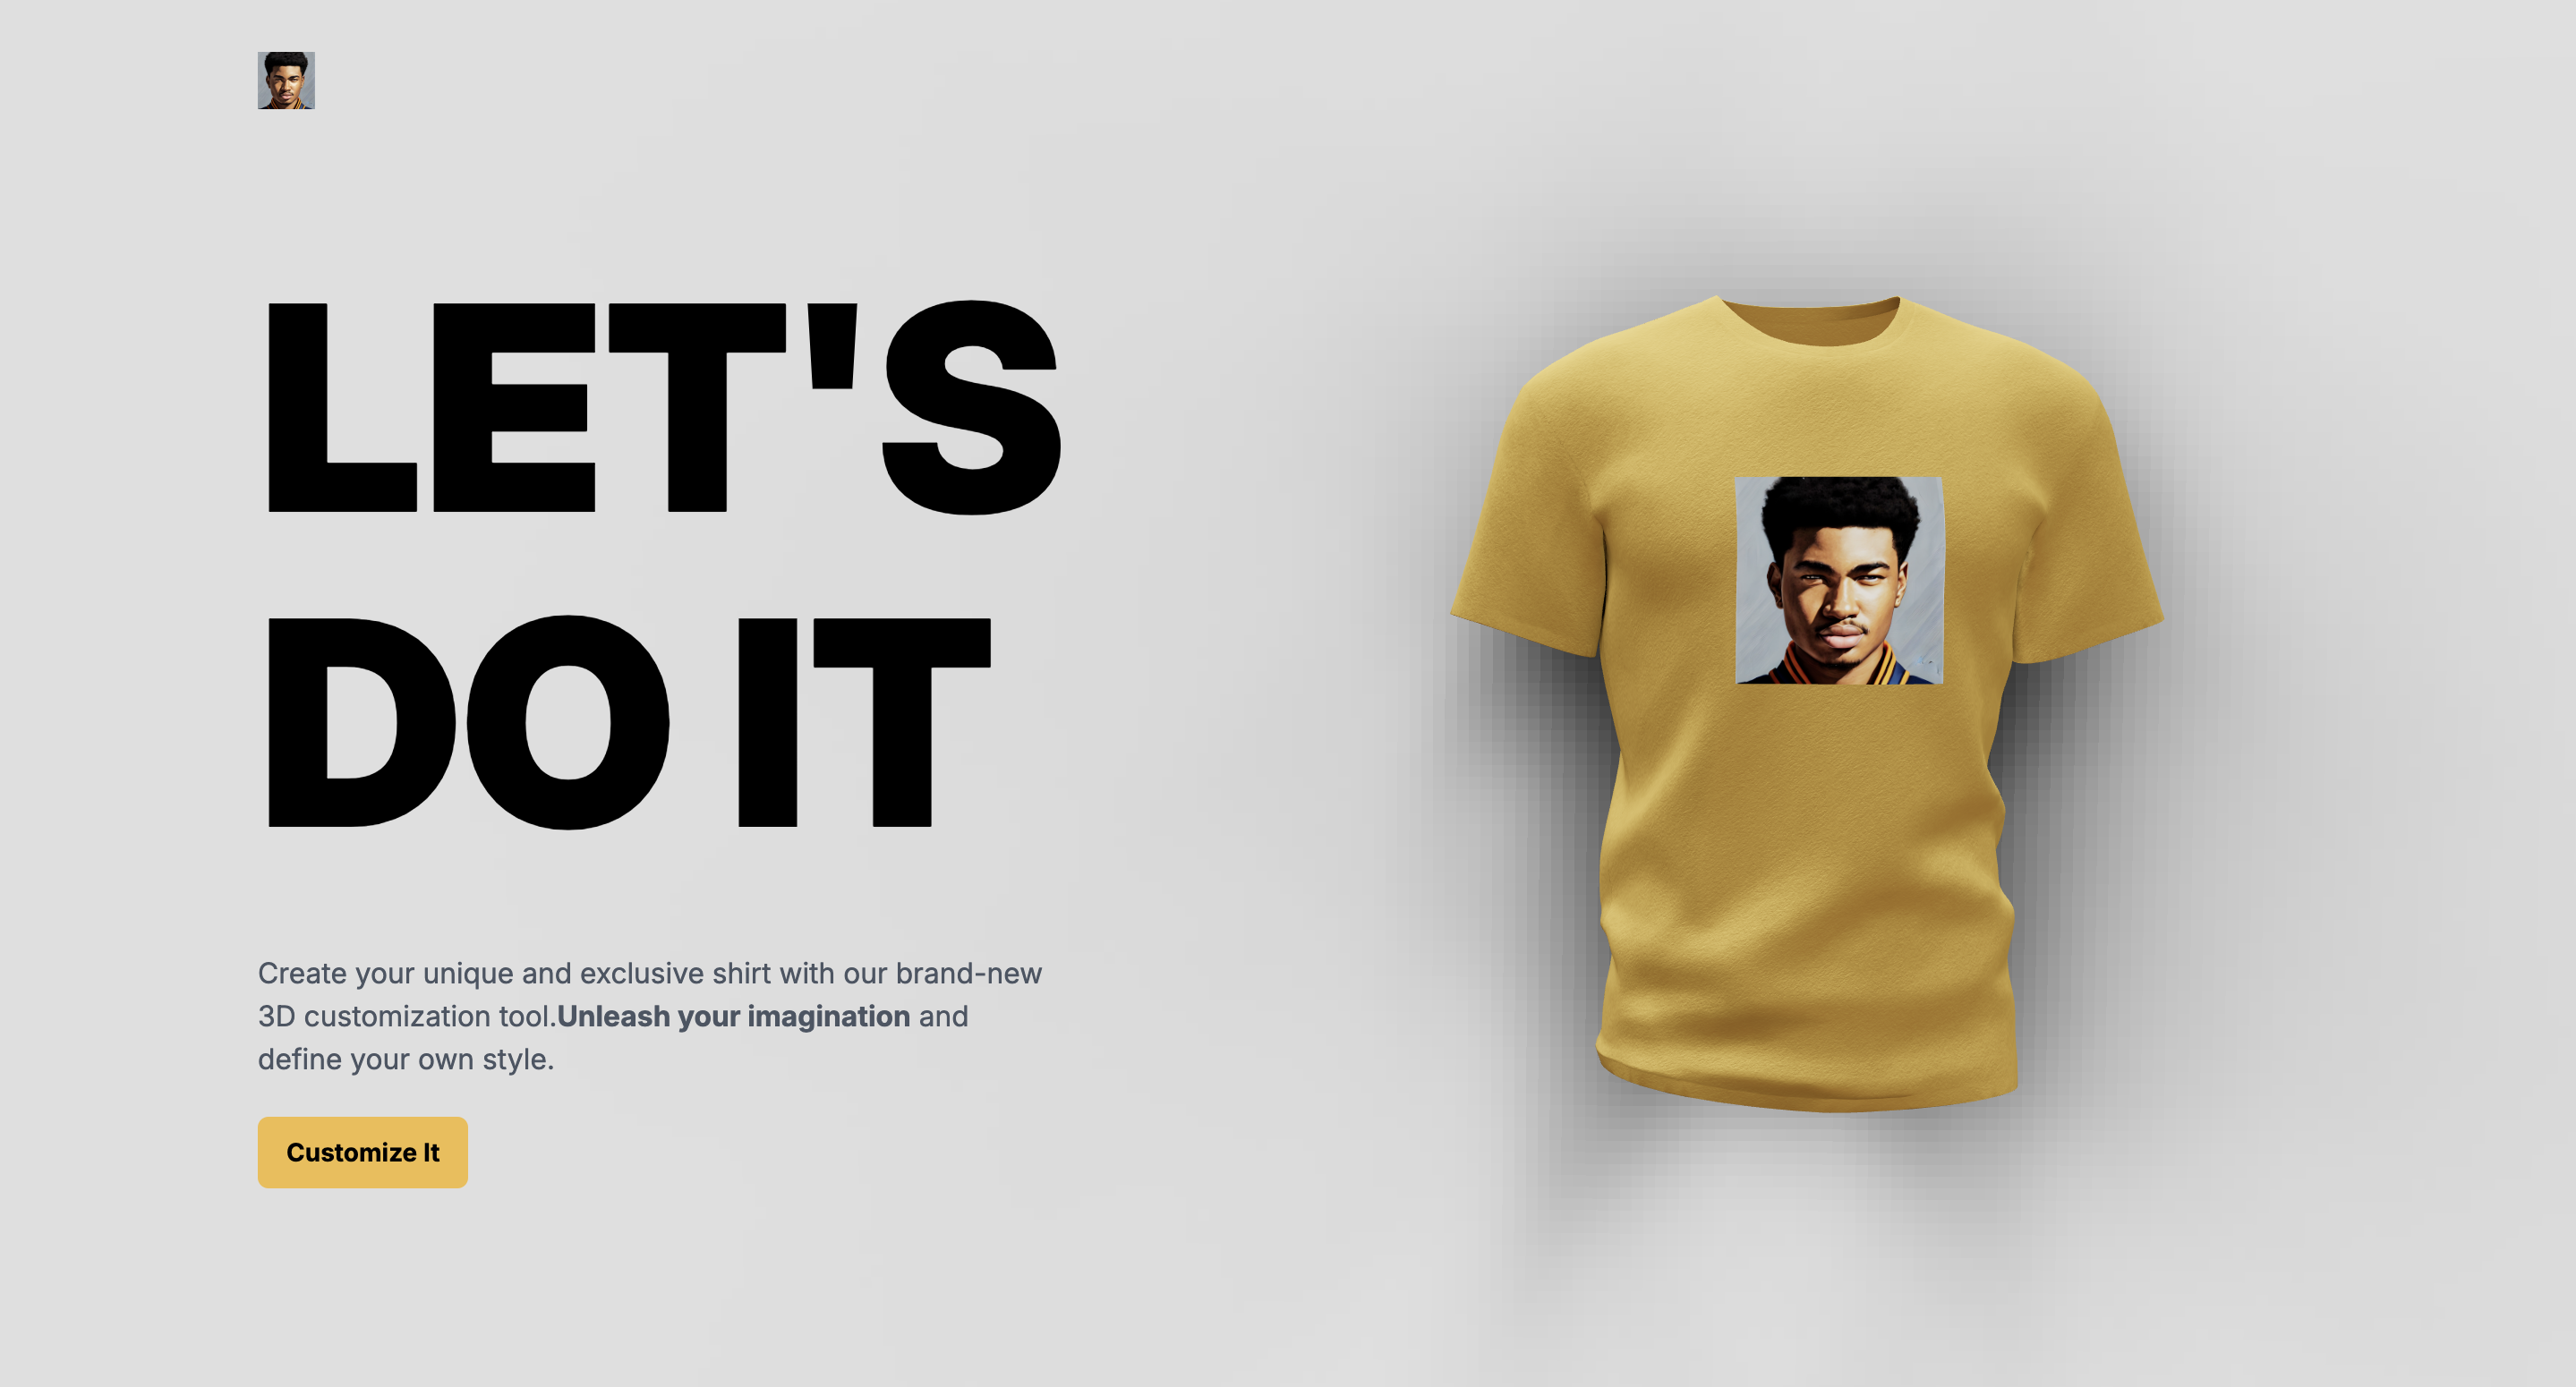 LET'S
DO IT
Create your unique and exclusive shirt with our brand-new
3D customization tool.Unleash your imagination and
define your own style.
Customize It